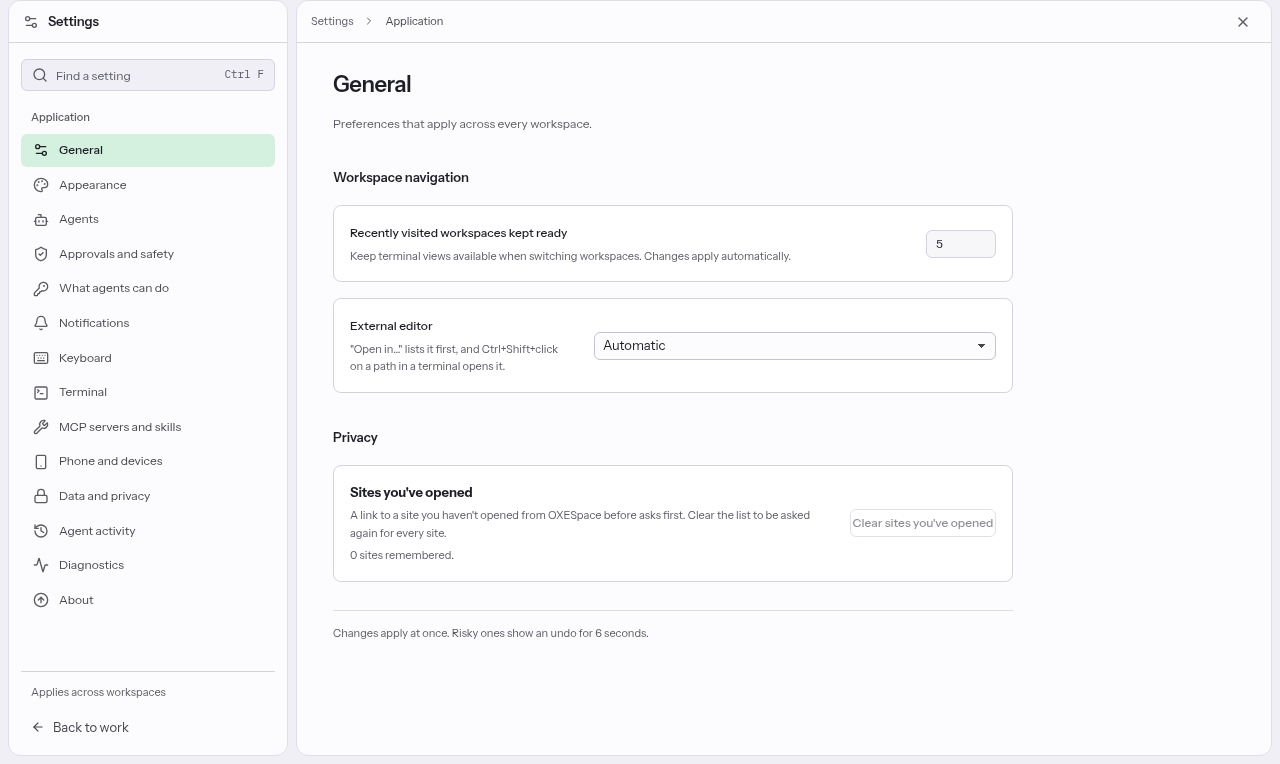 Settings
Find a setting
Ctrl F
Application
General
Appearance
Agents
Approvals and safety
What agents can do
Notifications
Keyboard
Terminal
MCP servers and skills
Phone and devices
Data and privacy
Agent activity
Diagnostics
About
Applies across workspaces
Back to work
Settings
Application
General
Preferences that apply across every workspace.
Workspace navigation
Recently visited workspaces kept ready
Keep terminal views available when switching workspaces. Changes apply automatically.
5
External editor
"Open in..." lists it first, and Ctrl+Shift+click
on a path in a terminal opens it.
Automatic
Privacy
Sites you've opened
A link to a site you haven't opened from OXESpace before asks first. Clear the list to be asked
again for every site.
0 sites remembered.
Clear sites you've opened
Changes apply at once. Risky ones show an undo for 6 seconds.